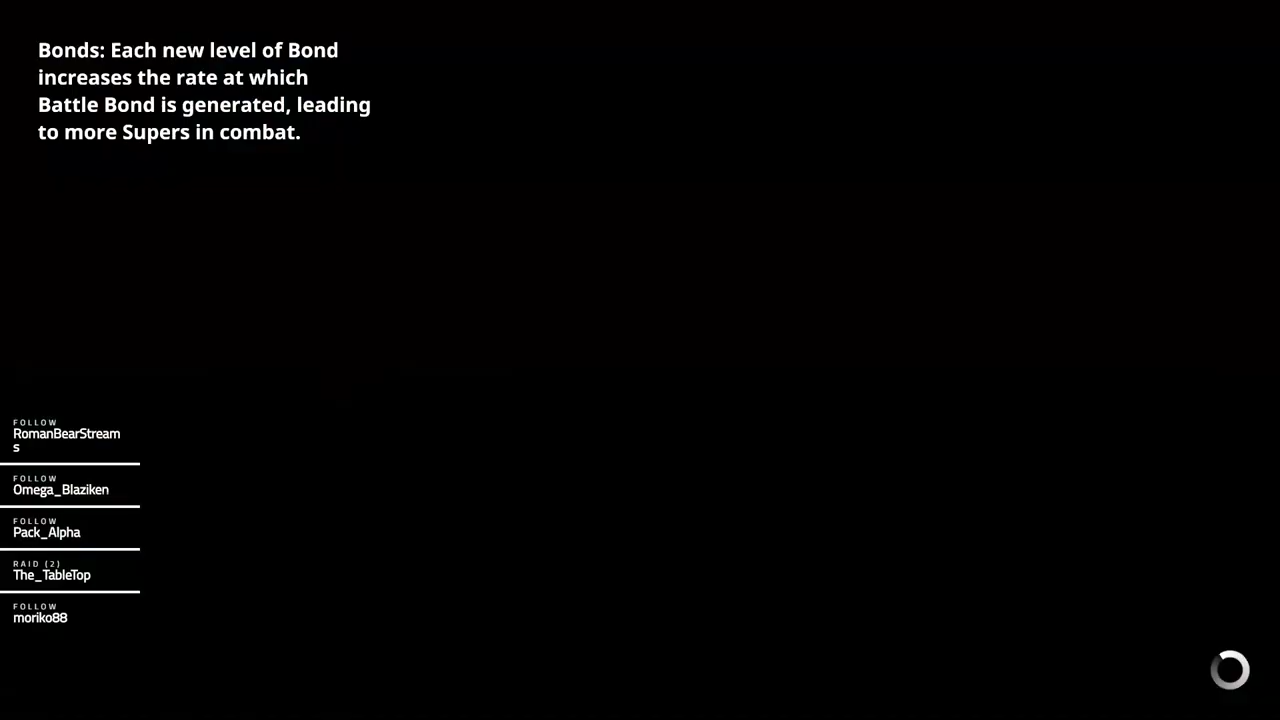 Bonds: Each new level of Bond
increases the rate at which
Battle Bond is generated, leading
to more Supers in combat.
FOLLOW
RomanBearStream
s
FOLLOW
Omega_Blaziken
FOLLOW
Pack_Alpha
RAID (2)
The_TableTop
FOLLOW
moriko88